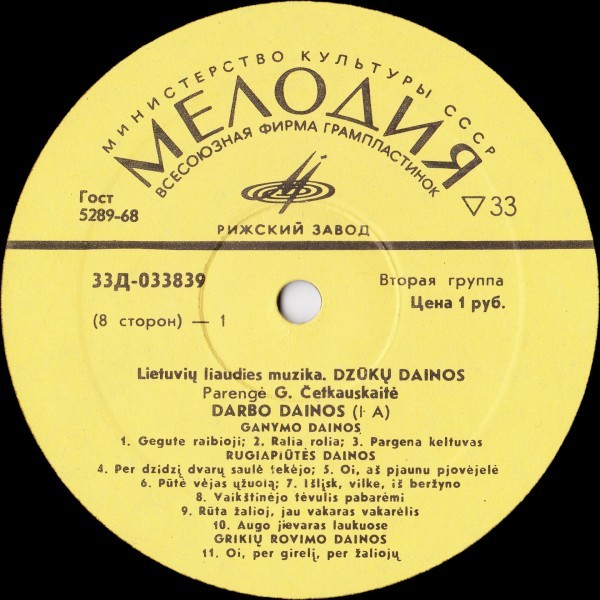 МИНИСТЕРСТВО КУЛЬТУРЫ СССР
МЕЛОДИЯ
ВСЕСОЮЗНАЯ ФИРМА ГРАМПЛАСТИНОК
Гост
5289-68
▽33
РИЖСКИЙ ЗАВОД
33Д-033839
Вторая группа
Цена 1 руб.
(8 сторон) — 1
Lietuvių liaudies muzika. DZŪKŲ DAINOS
Parengė G. Četkauskaitė
DARBO DAINOS (I A)
GANYMO DAINOS
1. Gegute raibioji; 2. Ralia rolia; 3. Pargena keltuvas
RUGIAPIŪTĖS DAINOS
4. Per dzidzį dvarų saulė tekėjo; 5. Oi, aš pjaunu pjovėjelė
6. Pūtė vėjas ųžuolą; 7. Išlįsk, vilke, iš beržyno
8. Vaikštinėjo tėvulis pabarėmi
9. Rūta žalioj, jau vakaras vakarėlis
10. Augo jievaras laukuose
GRIKIŲ ROVIMO DAINOS
11. Oi, per girelį, per žaliojų